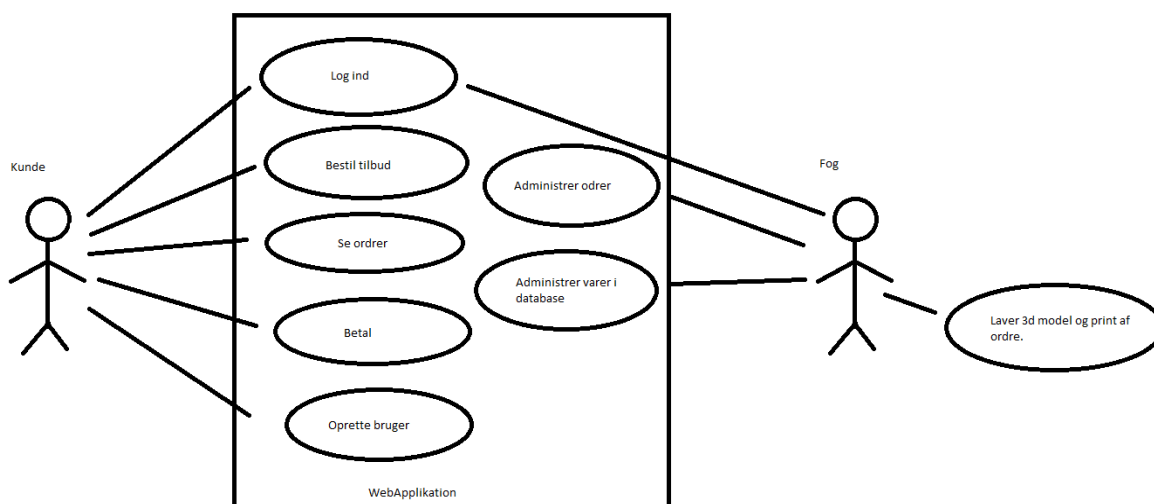 Log ind
Kunde
Bestil tilbud
Fog
Administrer odrer
Se ordrer
Administrer varer i
database
Betal
Laver 3d model og print af
ordre.
Oprette bruger
WebApplikation